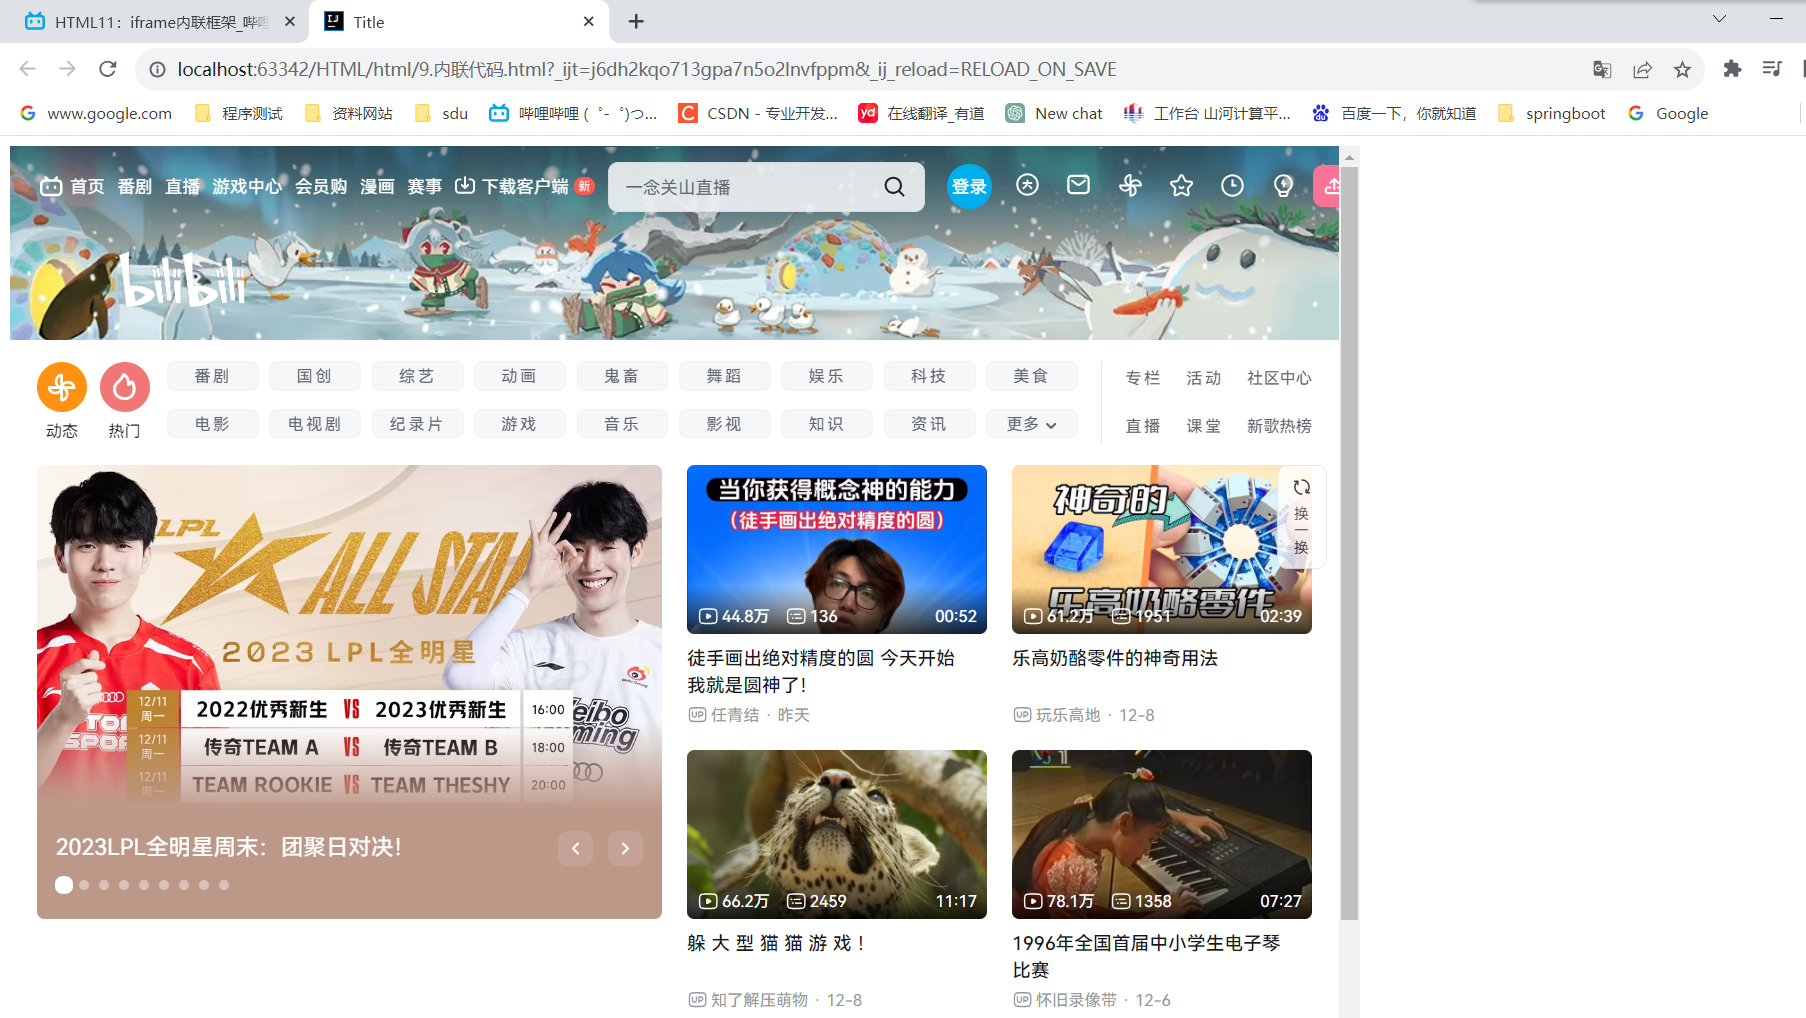 HTML11：iframe内联框架_哔哩
Title
localhost:63342/HTML/html/9.内联代码.html?_ijt=j6dh2kqo713gpa7n5o2lnvfppm&_ij_reload=RELOAD_ON_SAVE
www.google.com 程序测试 资料网站 sdu 哔哩哔哩 (゜-゜)つ... CSDN - 专业开发... 在线翻译_有道 New chat 工作台 山河计算平... 百度一下，你就知道 springboot Google
首页 番剧 直播 游戏中心 会员购 漫画 赛事 下载客户端 新 一念关山直播 登录
bilibili
番剧 国创 综艺 动画 鬼畜 舞蹈 娱乐 科技 美食 专栏 活动 社区中心
动态 热门 电影 电视剧 纪录片 游戏 音乐 影视 知识 资讯 更多 直播 课堂 新歌热榜
LPL
ALL STA
2023 LPL全明星
12/11 周一 2022优秀新生 VS 2023优秀新生 16:00
12/11 周一 传奇TEAM A VS 传奇TEAM B 18:00
12/11 周一 TEAM ROOKIE VS TEAM THESHY 20:00
2023LPL全明星周末：团聚日对决！
当你获得概念神的能力
（徒手画出绝对精度的圆）
44.8万 136 00:52
徒手画出绝对精度的圆 今天开始
我就是圆神了！
UP 任青结 · 昨天
神奇的
乐高奶酪零件
61.2万 1951 02:39
换一换
乐高奶酪零件的神奇用法
UP 玩乐高地 · 12-8
66.2万 2459 11:17
躲 大 型 猫 猫 游 戏 ！
UP 知了解压萌物 · 12-8
78.1万 1358 07:27
1996年全国首届中小学生电子琴
比赛
UP 怀旧录像带 · 12-6